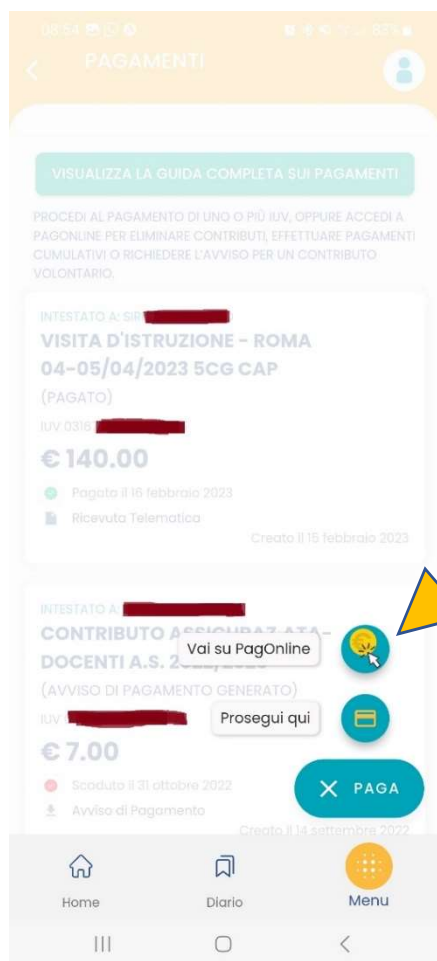 08:54
83%
PAGAMENTI
VISUALIZZA LA GUIDA COMPLETA SUI PAGAMENTI
PROCEDI AL PAGAMENTO DI UNO O PIÙ IUV, OPPURE ACCEDI A
PAGONLINE PER ELIMINARE CONTRIBUTI, EFFETTUARE PAGAMENTI
CUMULATIVI O RICHIEDERE L'AVVISO PER UN CONTRIBUTO
VOLONTARIO.
INTESTATO A:
VISITA D'ISTRUZIONE - ROMA
04-05/04/2023 5CG CAP
(PAGATO)
IUV
€ 140.00
Pagato il 16 febbraio 2023
Ricevuta Telematica
Creato il 15 febbraio 2023
INTESTATO A:
CONTRIBUTO ATA-
DOCENTI A.S.
Vai su PagOnline
(AVVISO DI PAGAMENTO GENERATO)
IUV
Prosegui qui
€ 7.00
Scaduto il 31 ottobre 2022
PAGA
Avviso di Pagamento
Creato il 14 settembre 2022
Home Diario Menu